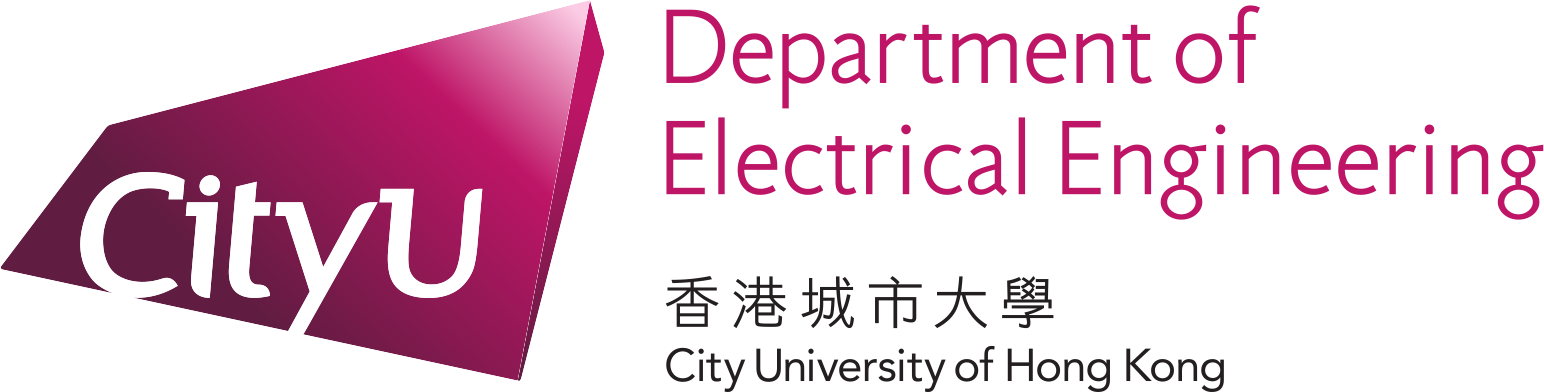 CityU
Department of
Electrical Engineering
香港城市大學
City University of Hong Kong